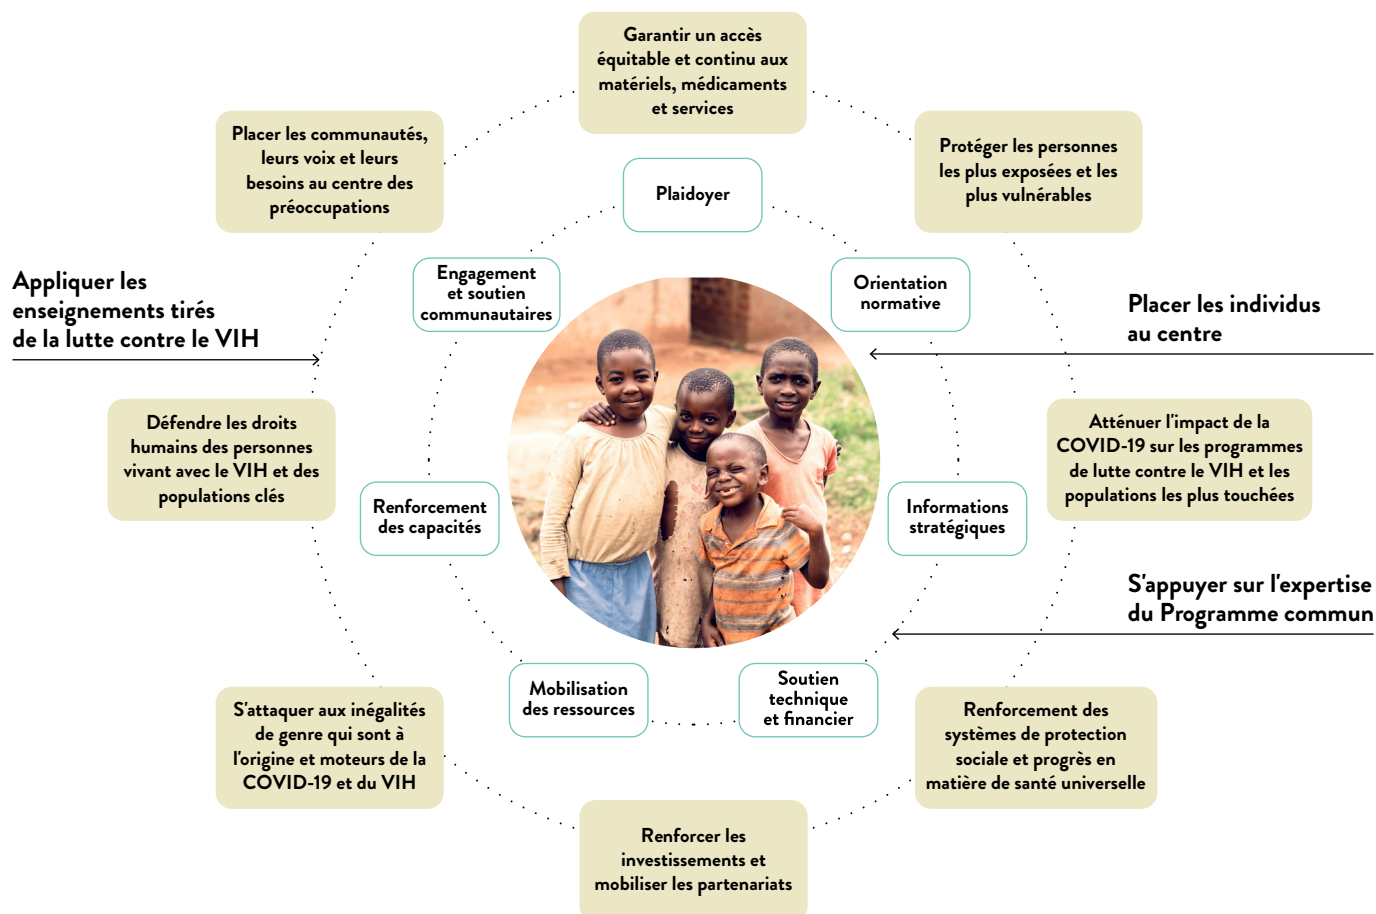 Garantir un accès
équitable et continu aux
matériels, médicaments
et services
Placer les communautés,
leurs voix et leurs
besoins au centre des
préoccupations
Protéger les personnes
les plus exposées et les
plus vulnérables
Plaidoyer
Engagement
et soutien
communautaires
Orientation
normative
Appliquer les
enseignements tirés
de la lutte contre le VIH
Placer les individus
au centre
Défendre les droits
humains des personnes
vivant avec le VIH et des
populations clés
Atténuer l'impact de la
COVID-19 sur les programmes
de lutte contre le VIH et les
populations les plus touchées
Renforcement
des capacités
Informations
stratégiques
S'appuyer sur l'expertise
du Programme commun
Mobilisation
des ressources
Soutien
technique
et financier
S'attaquer aux inégalités
de genre qui sont à
l'origine et moteurs de la
COVID-19 et du VIH
Renforcement des
systèmes de protection
sociale et progrès en
matière de santé universelle
Renforcer les
investissements et
mobiliser les partenariats